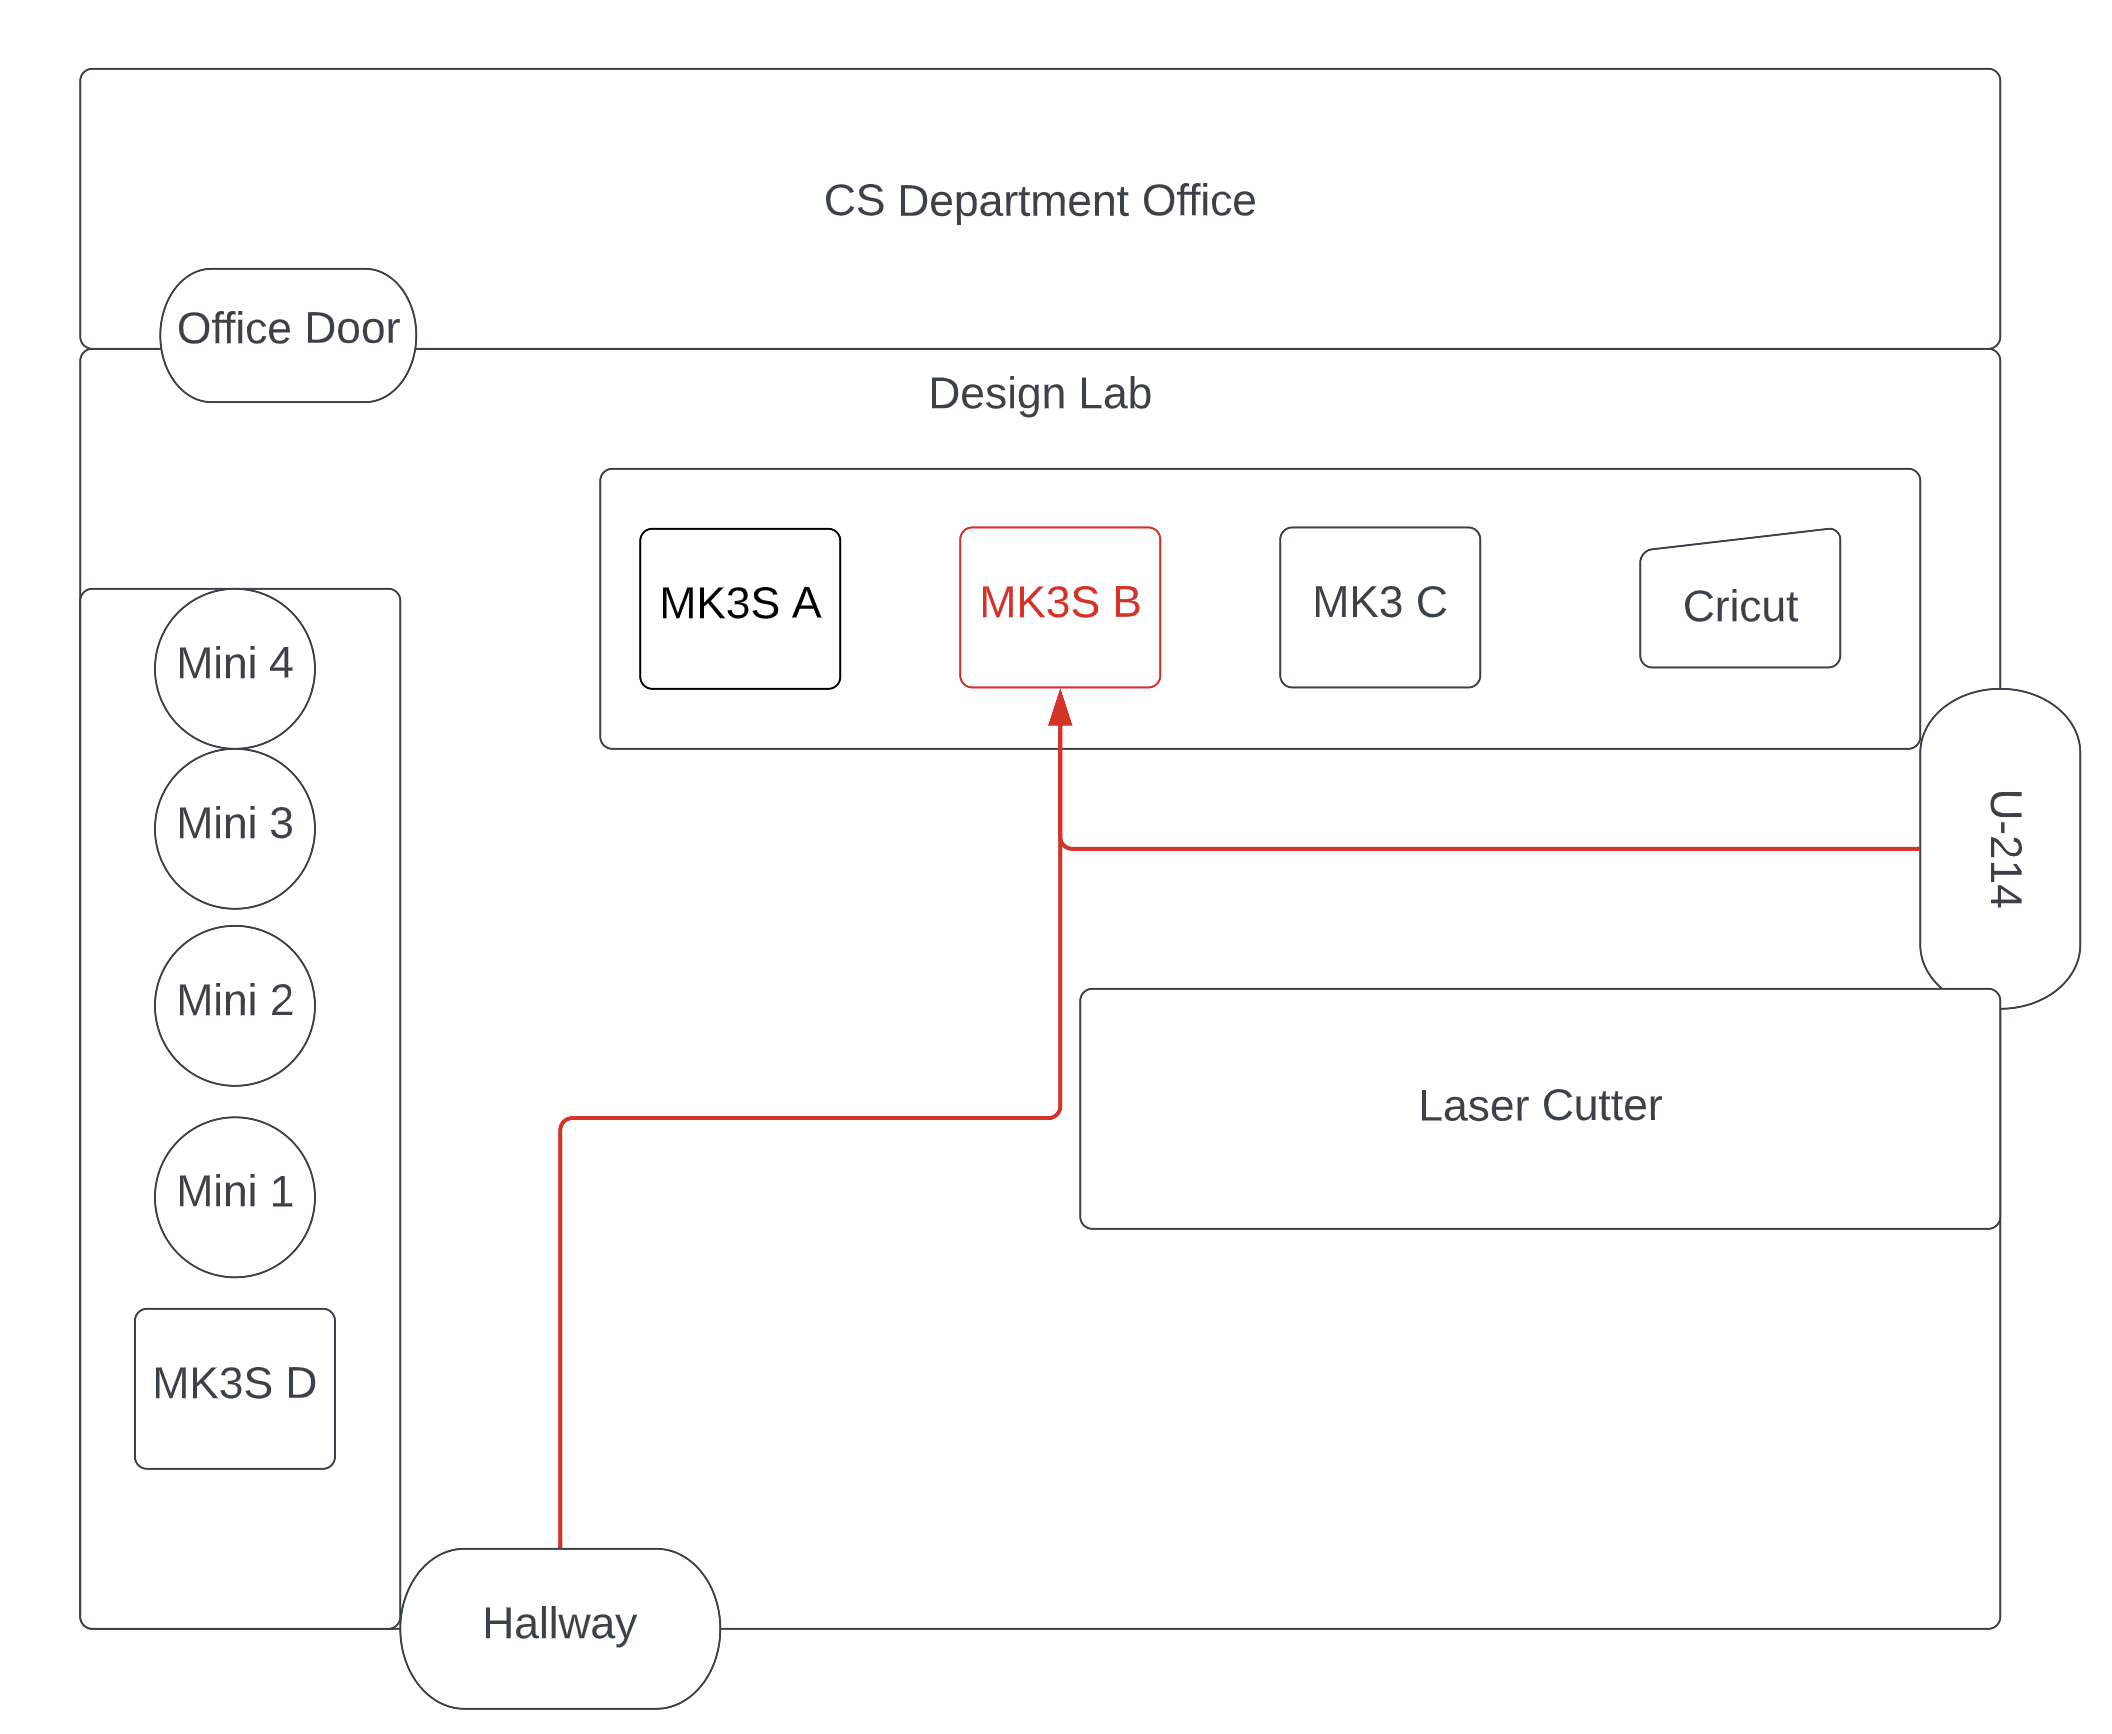 CS Department Office
Office Door
Design Lab
MK3S A
MK3S B
MK3 C
Cricut
Mini 4
Mini 3
U-214
Mini 2
Laser Cutter
Mini 1
MK3S D
Hallway